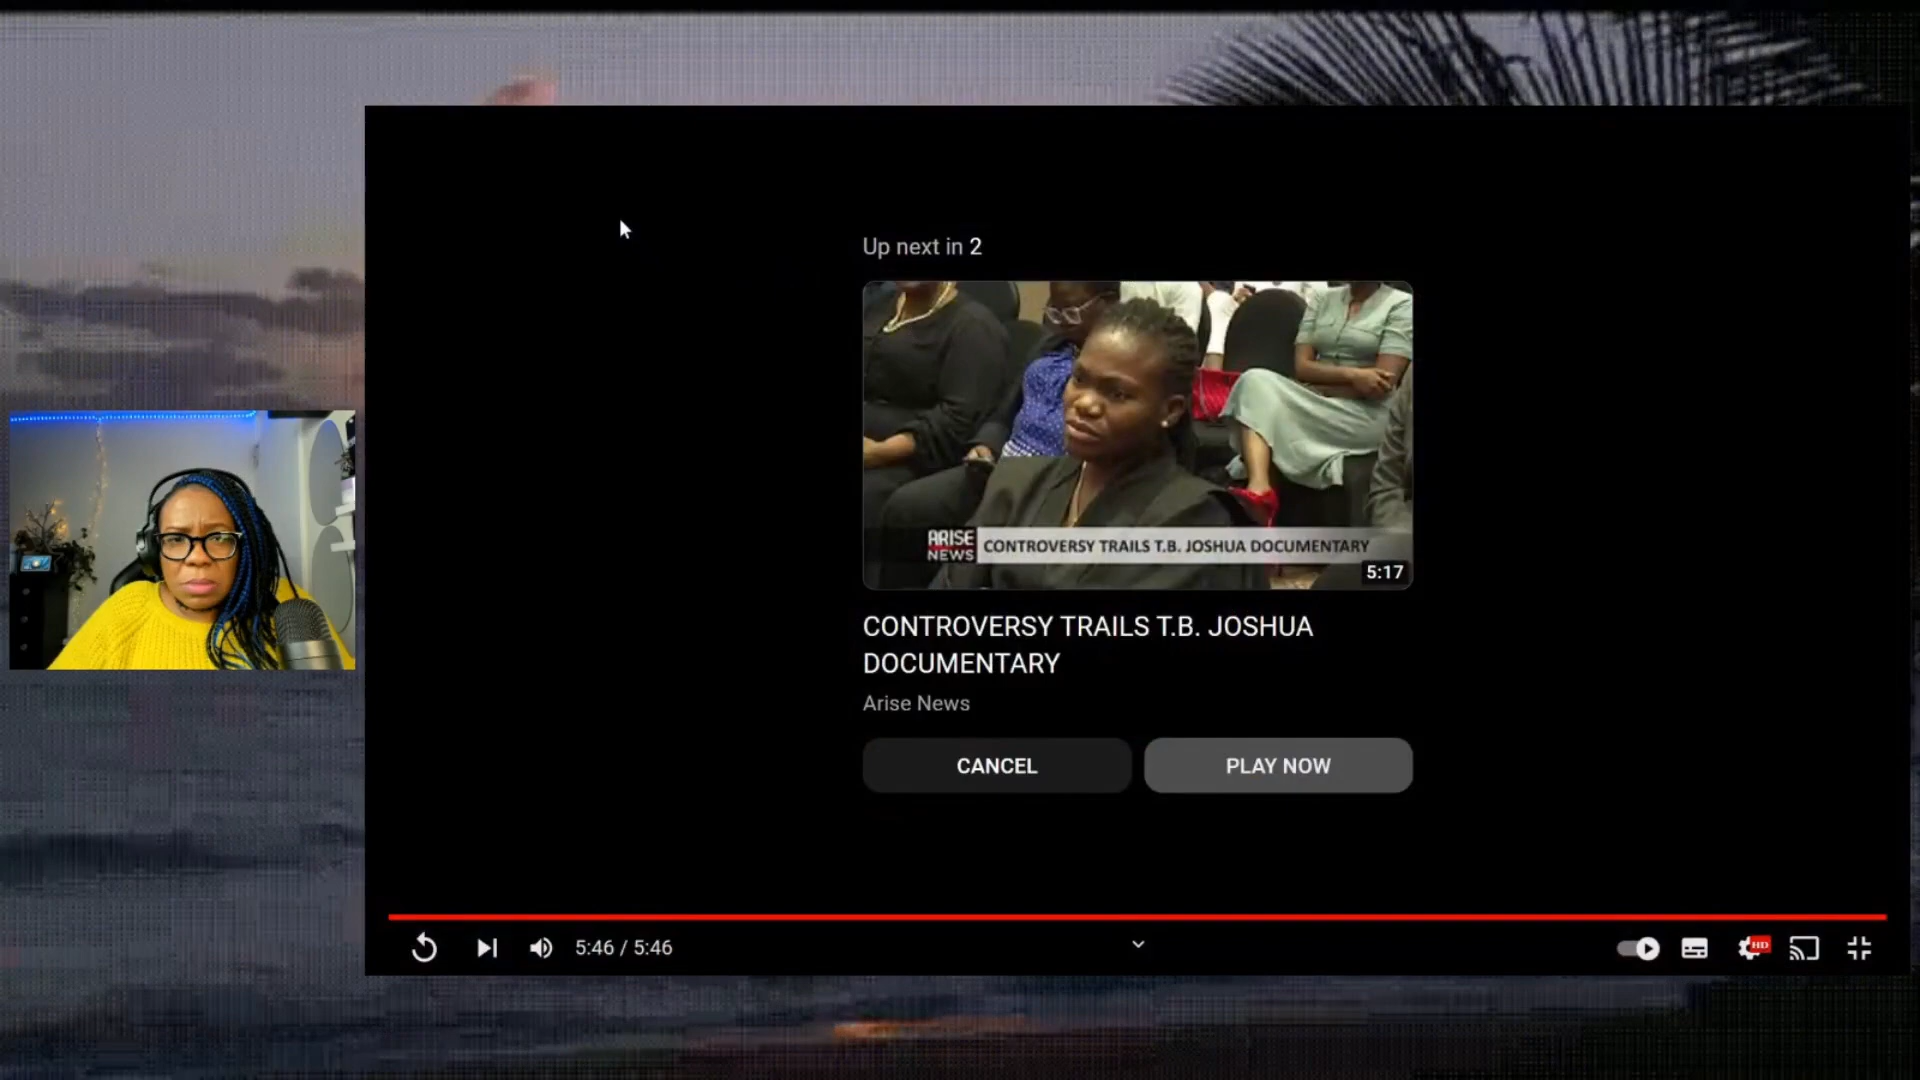 Up next in 2
ARISE
NEWS
CONTROVERSY TRAILS T.B. JOSHUA DOCUMENTARY
5:17
CONTROVERSY TRAILS T.B. JOSHUA
DOCUMENTARY
Arise News
CANCEL
PLAY NOW
5:46 / 5:46
HD